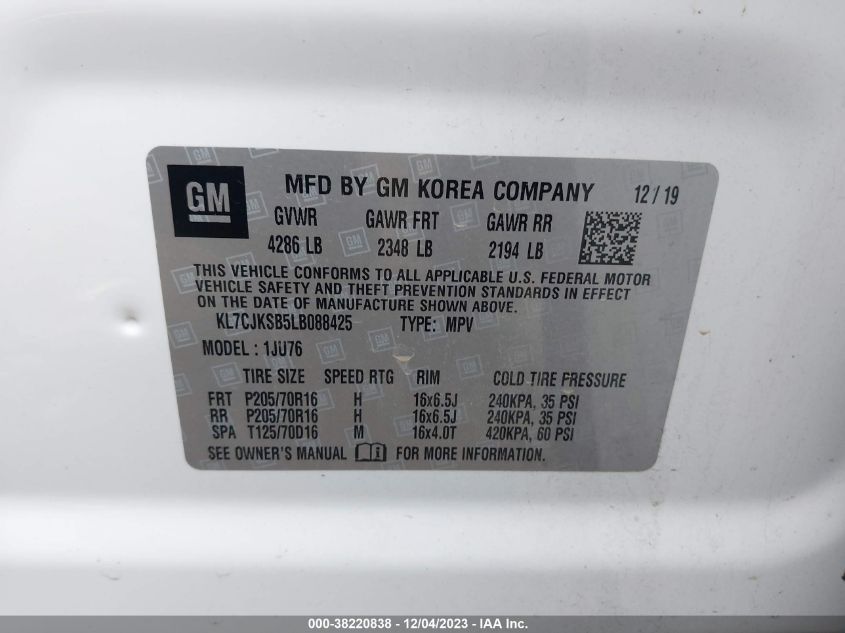 GM MFD BY GM KOREA COMPANY 12/19
GVWR GAWR FRT GAWR RR
4286 LB 2348 LB 2194 LB
THIS VEHICLE CONFORMS TO ALL APPLICABLE U.S. FEDERAL MOTOR
VEHICLE SAFETY AND THEFT PREVENTION STANDARDS IN EFFECT
ON THE DATE OF MANUFACTURE SHOWN ABOVE.
KL7CJKSB5LB088425 TYPE: MPV
MODEL : 1JU76
TIRE SIZE SPEED RTG RIM COLD TIRE PRESSURE
FRT P205/70R16 H 16x6.5J 240KPA, 35 PSI
RR P205/70R16 H 16x6.5J 240KPA, 35 PSI
SPA T125/70D16 M 16x4.0T 420KPA, 60 PSI
SEE OWNER'S MANUAL FOR MORE INFORMATION.
000-38220838 - 12/04/2023 - IAA Inc.